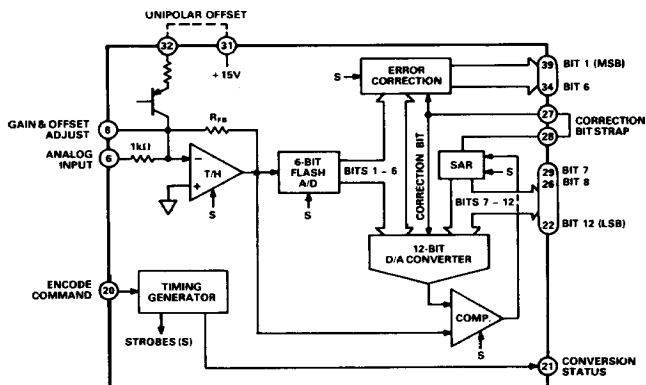 UNIPOLAR OFFSET
32
31
+15V
GAIN & OFFSET
ADJUST
8
RFB
ANALOG
INPUT
6
1kΩ
−
+
T/H
S
6-BIT
FLASH
A/D
S
BITS 1 – 6
S
ERROR
CORRECTION
CORRECTION BIT
SAR
S
BITS 7 – 12
12-BIT
D/A CONVERTER
COMP.
S
ENCODE
COMMAND
20
TIMING
GENERATOR
STROBES (S)
39 BIT 1 (MSB)
34 BIT 6
27
CORRECTION
BIT STRAP
28
29 BIT 7
26 BIT 8
22 BIT 12 (LSB)
21 CONVERSION
STATUS